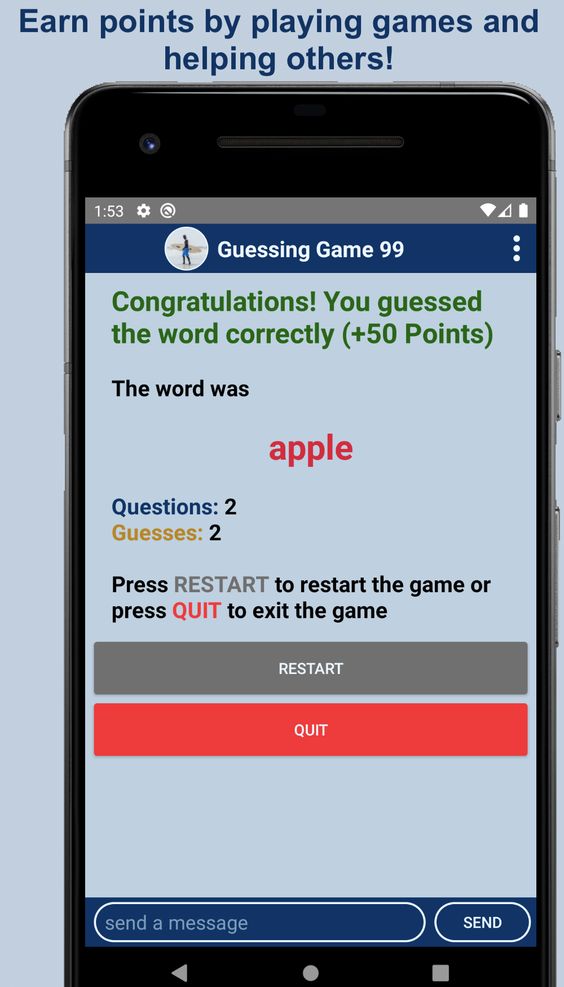 Earn points by playing games and
helping others!
1:53
Guessing Game 99
Congratulations! You guessed
the word correctly (+50 Points)
The word was
apple
Questions: 2
Guesses: 2
Press RESTART to restart the game or
press QUIT to exit the game
RESTART
QUIT
send a message
SEND